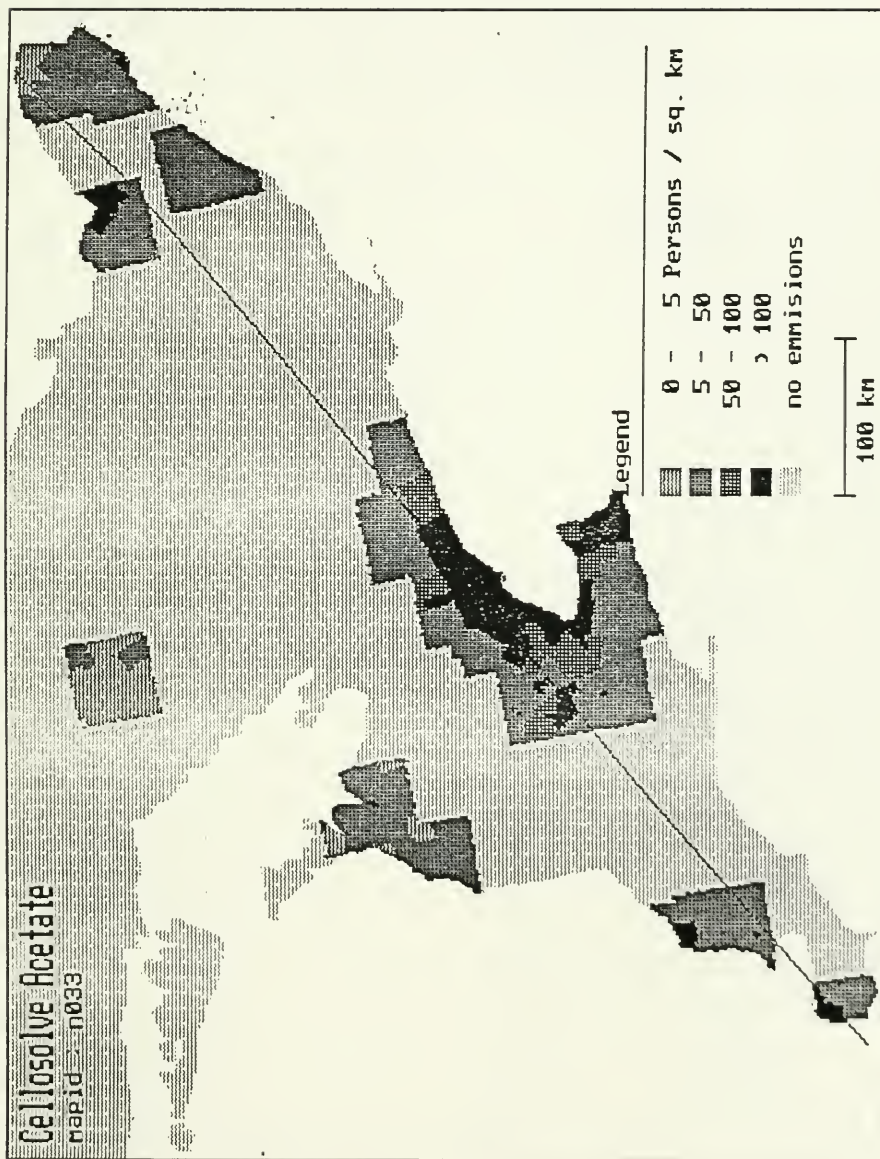 Cellosolve Acetate
mapid : n033
Legend
0 - 5 Persons / sq. km
5 - 50
50 - 100
> 100
no emmisions
100 km